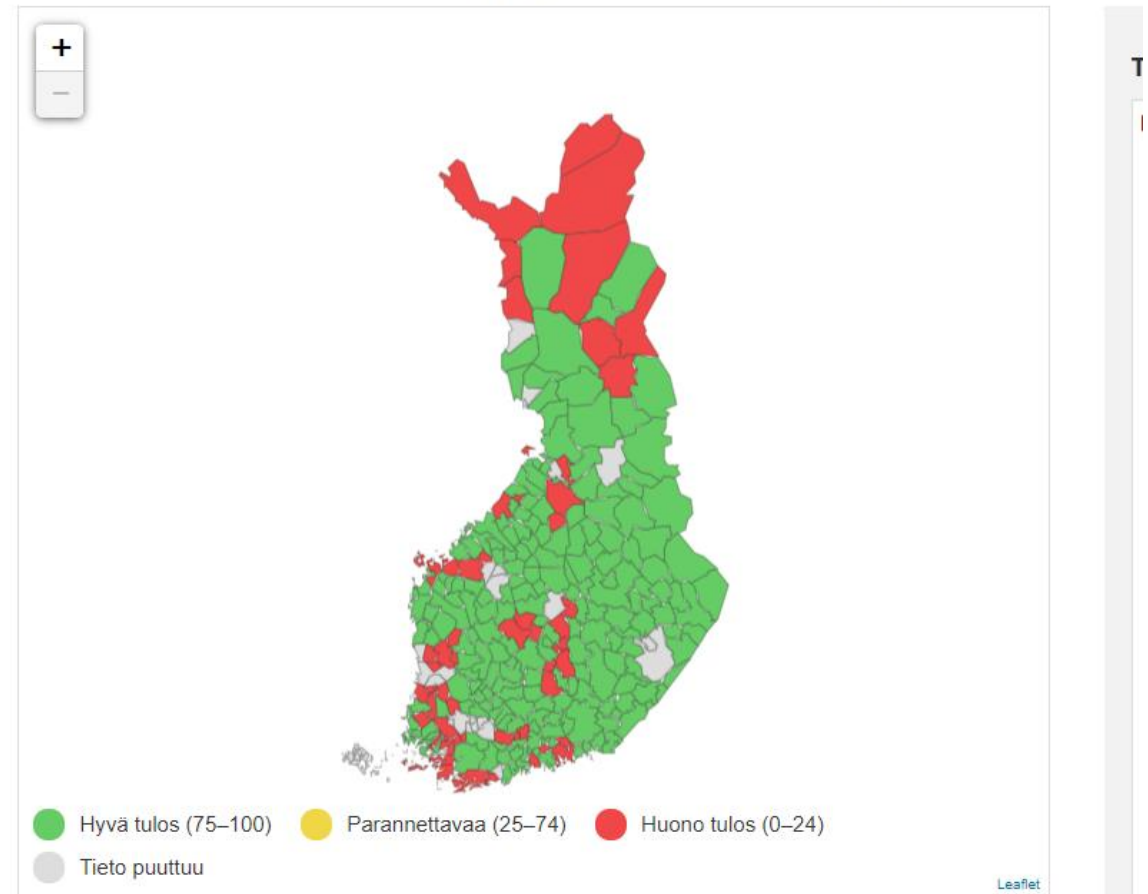 +
−
Hyvä tulos (75–100)
Parannettavaa (25–74)
Huono tulos (0–24)
Tieto puuttuu
Leaflet
T